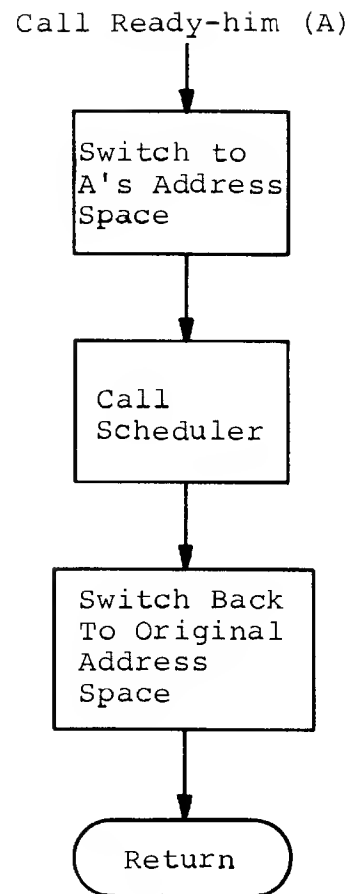 Call Ready-him (A)
Switch to
A's Address
Space
Call
Scheduler
Switch Back
To Original
Address
Space
Return